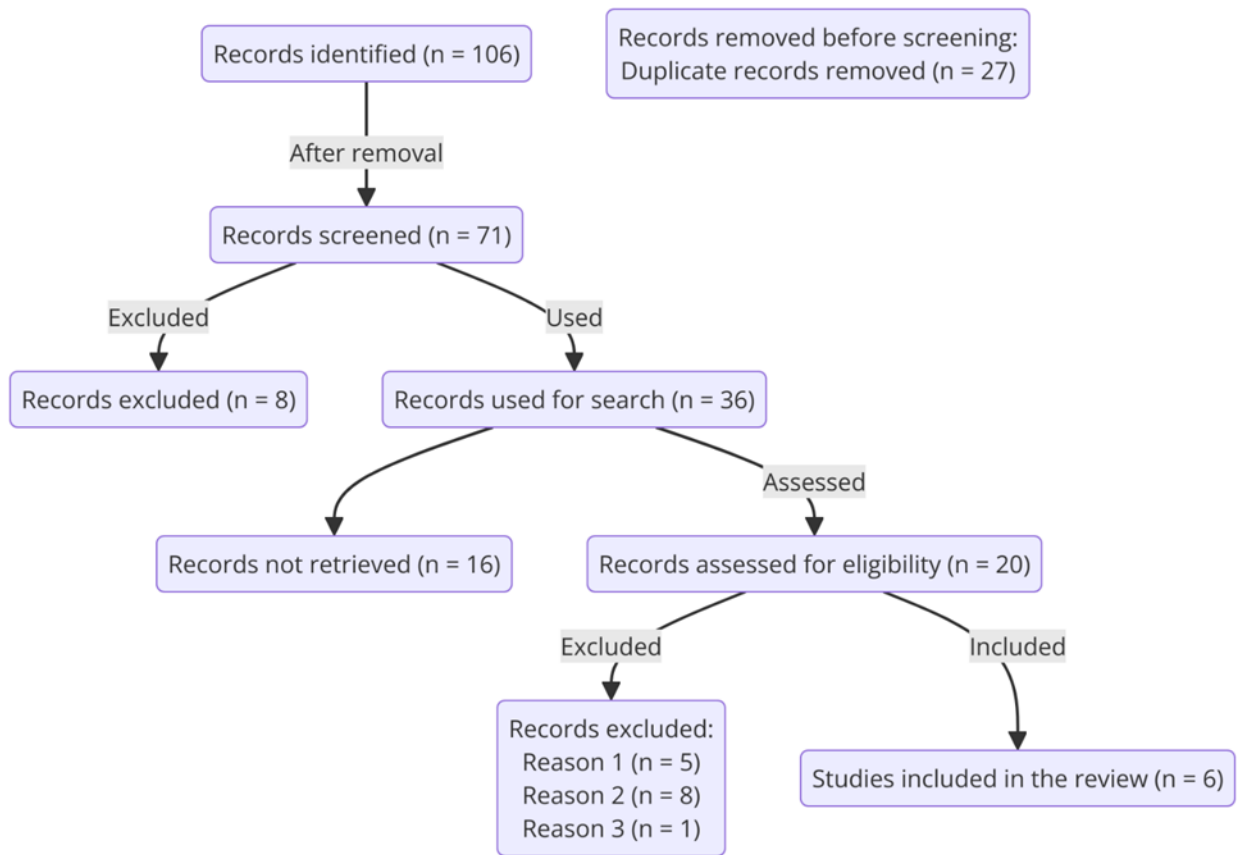 Records identified (n = 106)
Records removed before screening:
Duplicate records removed (n = 27)
After removal
Records screened (n = 71)
Excluded
Used
Records excluded (n = 8)
Records used for search (n = 36)
Assessed
Records not retrieved (n = 16)
Records assessed for eligibility (n = 20)
Excluded
Included
Records excluded:
Reason 1 (n = 5)
Reason 2 (n = 8)
Reason 3 (n = 1)
Studies included in the review (n = 6)